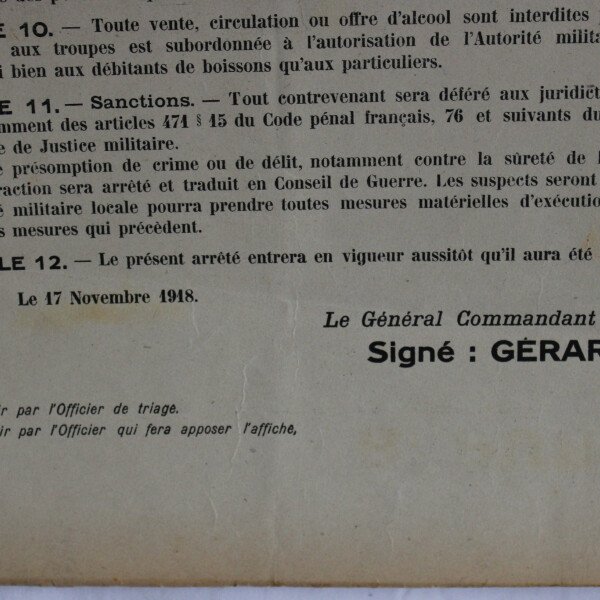 E 10. — Toute vente, circulation ou offre d'alcool sont interdites
aux troupes est subordonnée à l'autorisation de l'Autorité milita
i bien aux débitants de boissons qu'aux particuliers.
E 11. — Sanctions. — Tout contrevenant sera déféré aux juridict
mment des articles 471 § 15 du Code pénal français, 76 et suivants du
e de Justice militaire.
e présomption de crime ou de délit, notamment contre la sûreté de
raction sera arrêté et traduit en Conseil de Guerre. Les suspects seront
é militaire locale pourra prendre toutes mesures matérielles d'exécutio
s mesures qui précèdent.
LE 12. — Le présent arrêté entrera en vigueur aussitôt qu'il aura été
Le 17 Novembre 1918.
Le Général Commandant
Signé : GÉRAR
ir par l'Officier de triage.
ir par l'Officier qui fera apposer l'affiche,